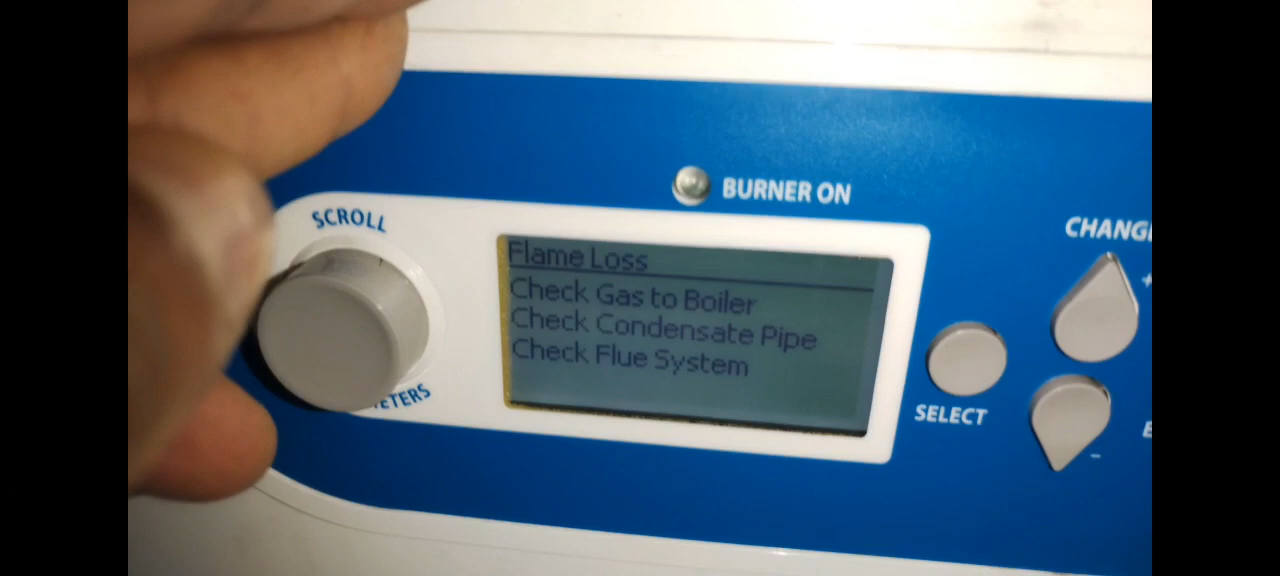 BURNER ON
SCROLL
Flame Loss
Check Gas to Boiler
Check Condensate Pipe
Check Flue System
SELECT
+
-